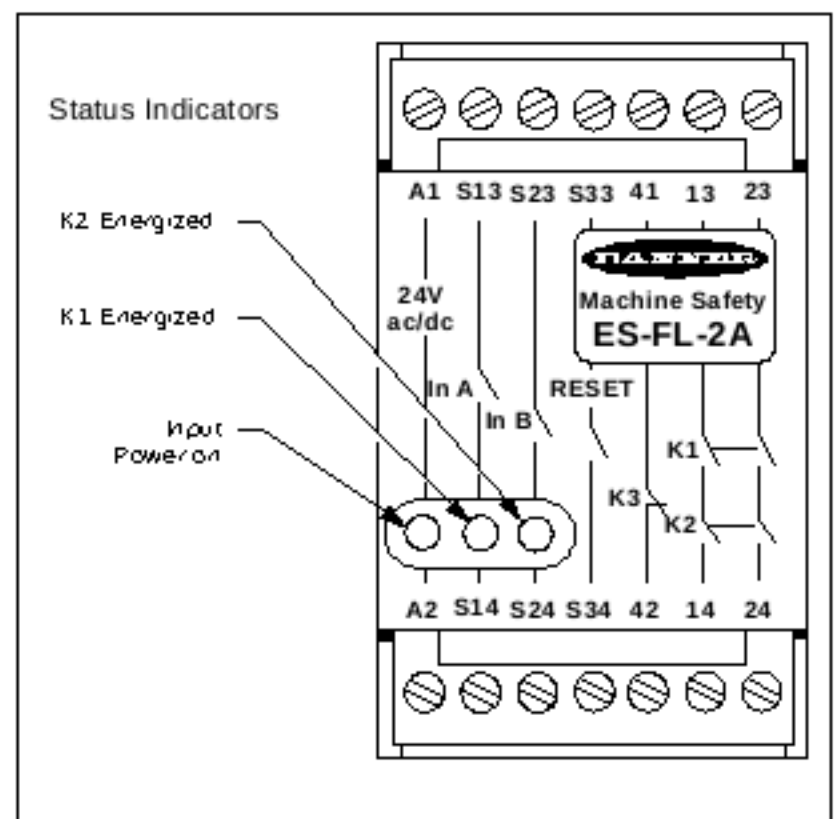 Status Indicators
A1 S13 S23 S33 41 13 23
K2 Energized
BANNER
24V
ac/dc
Machine Safety
K1 Energized
ES-FL-2A
In A
RESET
In B
Input
Power on
K1
K3
K2
A2 S14 S24 S34 42 14 24